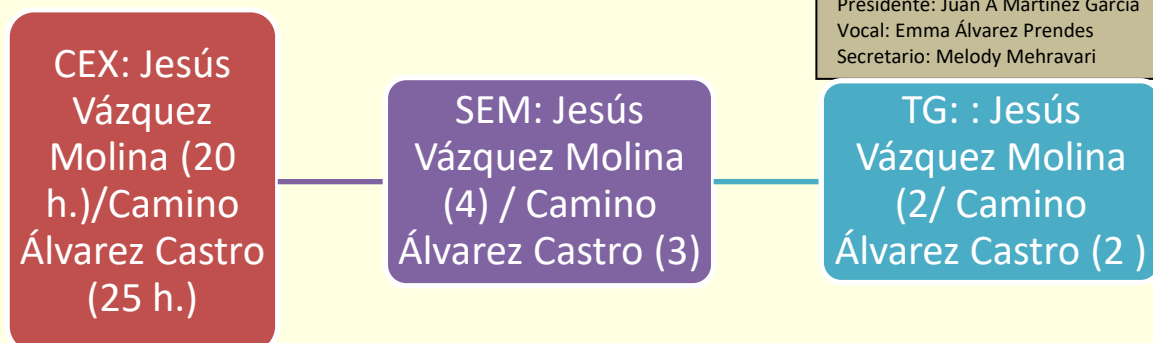 Presidente: Juan A Martínez García
Vocal: Emma Álvarez Prendes
Secretario: Melody Mehravari
CEX: Jesús
Vázquez
Molina (20
h.)/Camino
Álvarez Castro
(25 h.)
SEM: Jesús
Vázquez Molina
(4) / Camino
Álvarez Castro (3)
TG: : Jesús
Vázquez Molina
(2/ Camino
Álvarez Castro (2 )